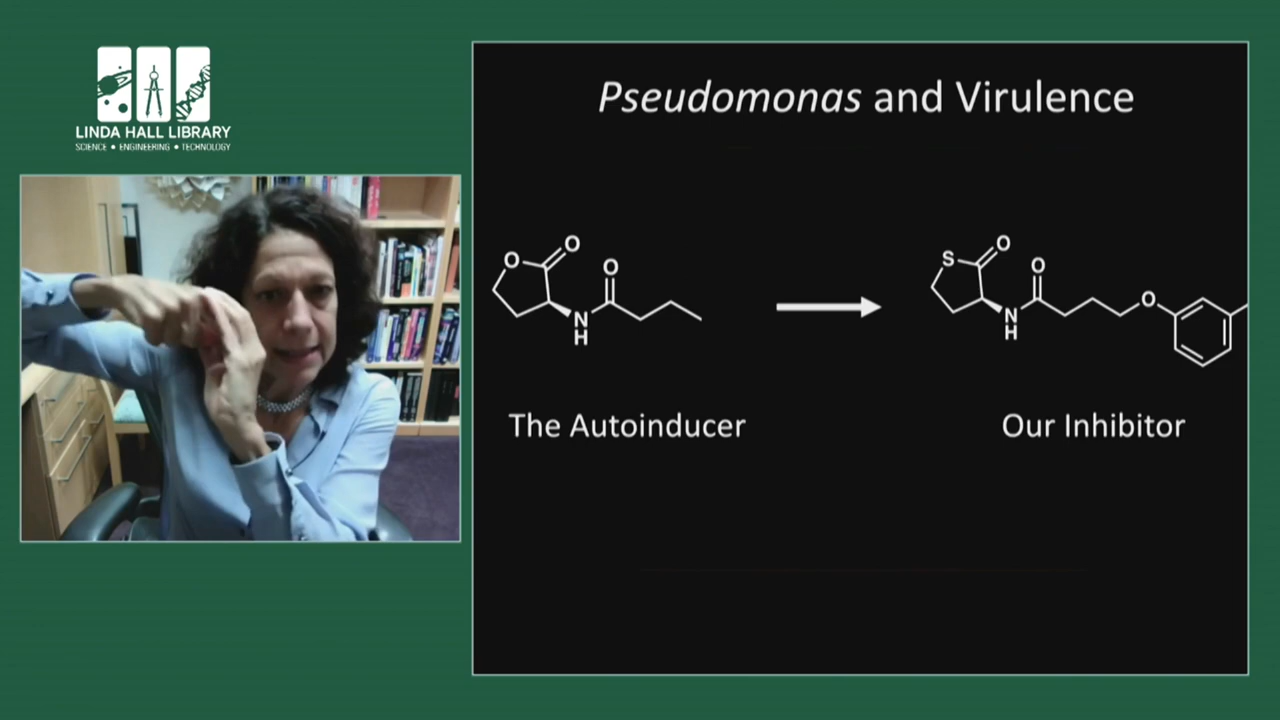 LINDA HALL LIBRARY
SCIENCE • ENGINEERING • TECHNOLOGY
Pseudomonas and Virulence
O
O
O
N
H
S
O
O
N
H
O
The Autoinducer
Our Inhibitor